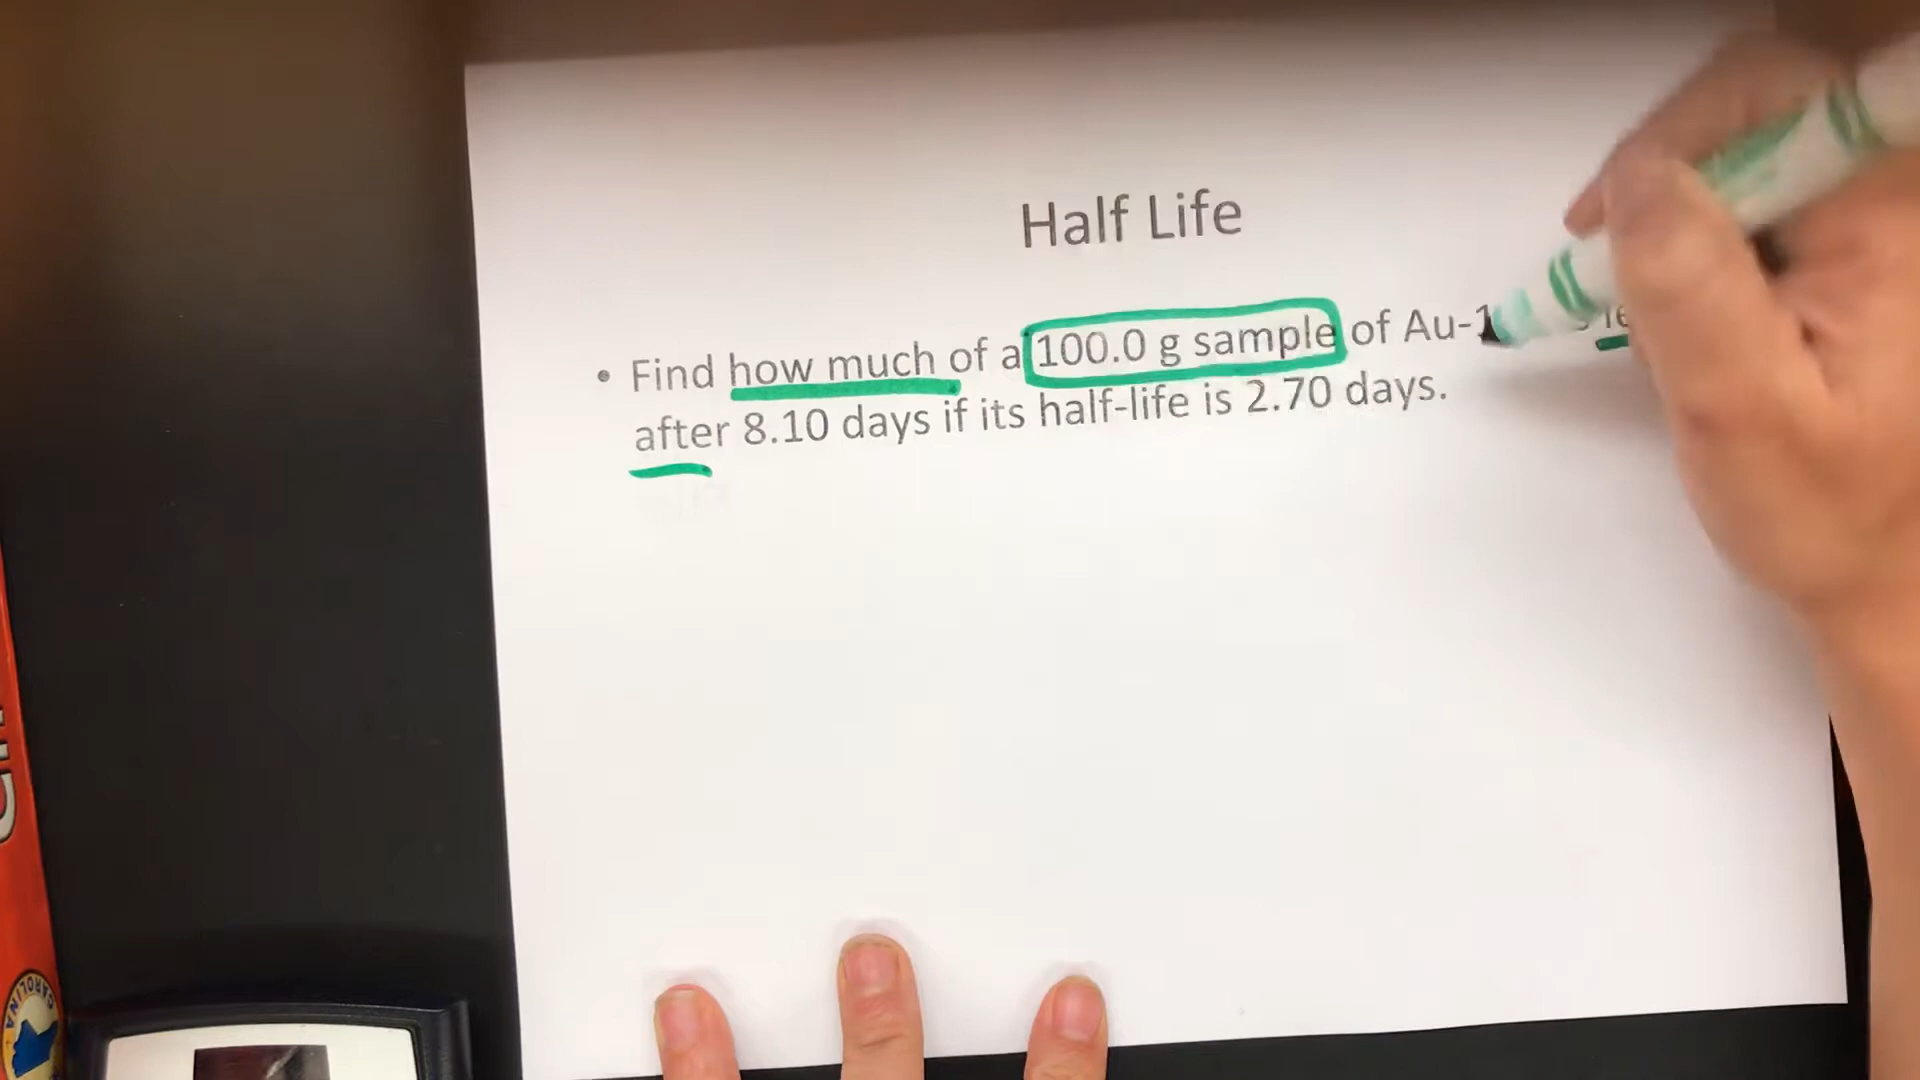 Half Life
• Find how much of a 100.0 g sample of Au-1
after 8.10 days if its half-life is 2.70 days.
CAROLINA